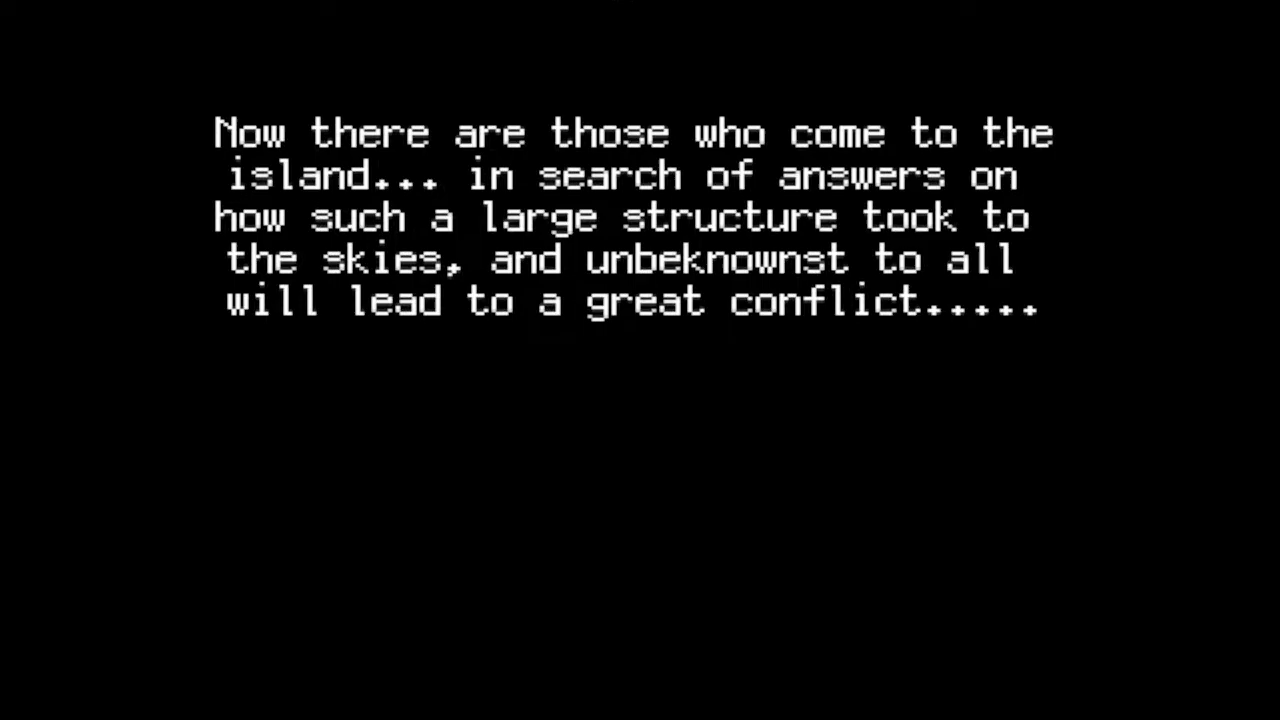 Now there are those who come to the
island... in search of answers on
how such a large structure took to
the skies, and unbeknownst to all
will lead to a great conflict.....